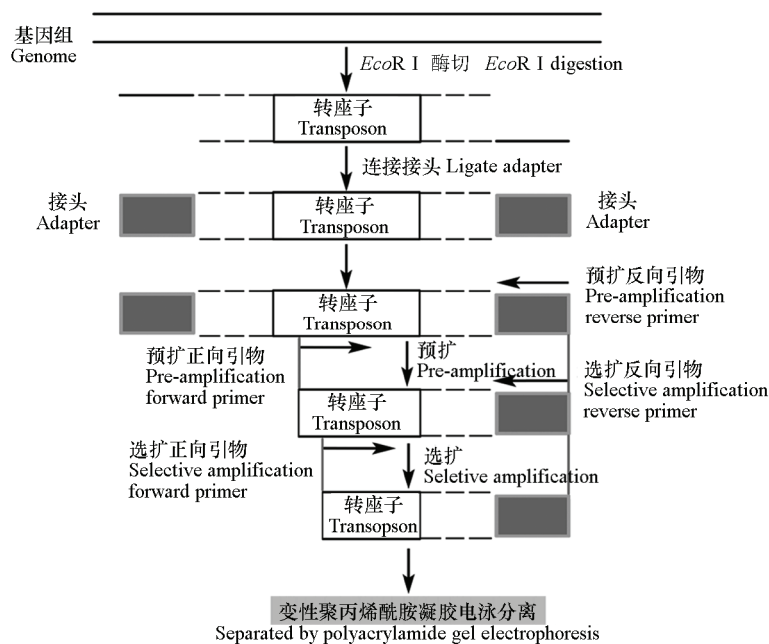 基因组
Genome
EcoR I 酶切 EcoR I digestion
转座子
Transposon
连接接头 Ligate adapter
接头
Adapter
转座子
Transposon
接头
Adapter
转座子
Transposon
预扩反向引物
Pre-amplification
reverse primer
预扩正向引物
Pre-amplification
forward primer
预扩
Pre-amplification
转座子
Transposon
选扩反向引物
Selective amplification
reverse primer
选扩正向引物
Selective amplification
forward primer
选扩
Seletive amplification
转座子
Transopson
变性聚丙烯酰胺凝胶电泳分离
Separated by polyacrylamide gel electrophoresis